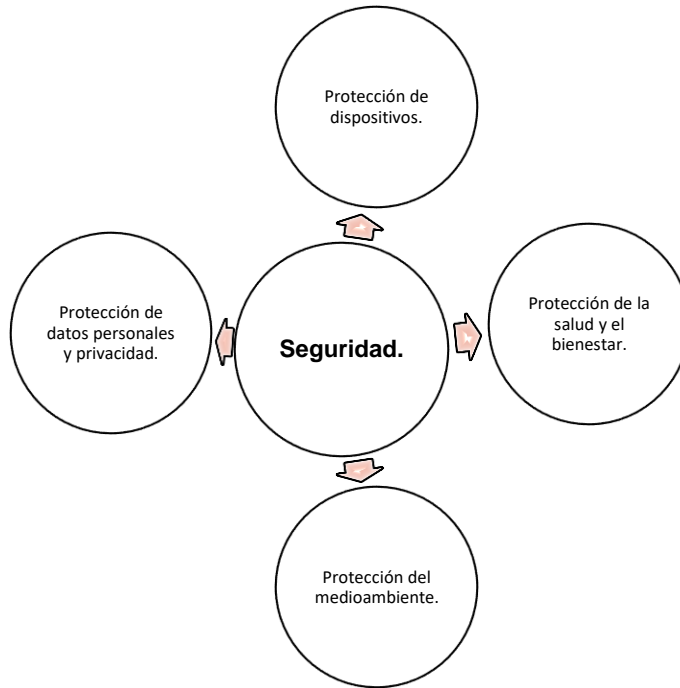 Protección de
dispositivos.
Protección de
datos personales
y privacidad.
Seguridad.
Protección de la
salud y el
bienestar.
Protección del
medioambiente.